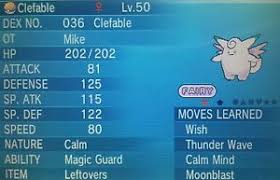 Clefable ♀ Lv.50
DEX NO. 036 Clefable
OT Mike
HP 202/202
ATTACK 81
DEFENSE 125
SP. ATK 115
SP. DEF 122
SPEED 80
NATURE Calm
ABILITY Magic Guard
ITEM Leftovers
FAIRY
MOVES LEARNED
Wish
Thunder Wave
Calm Mind
Moonblast